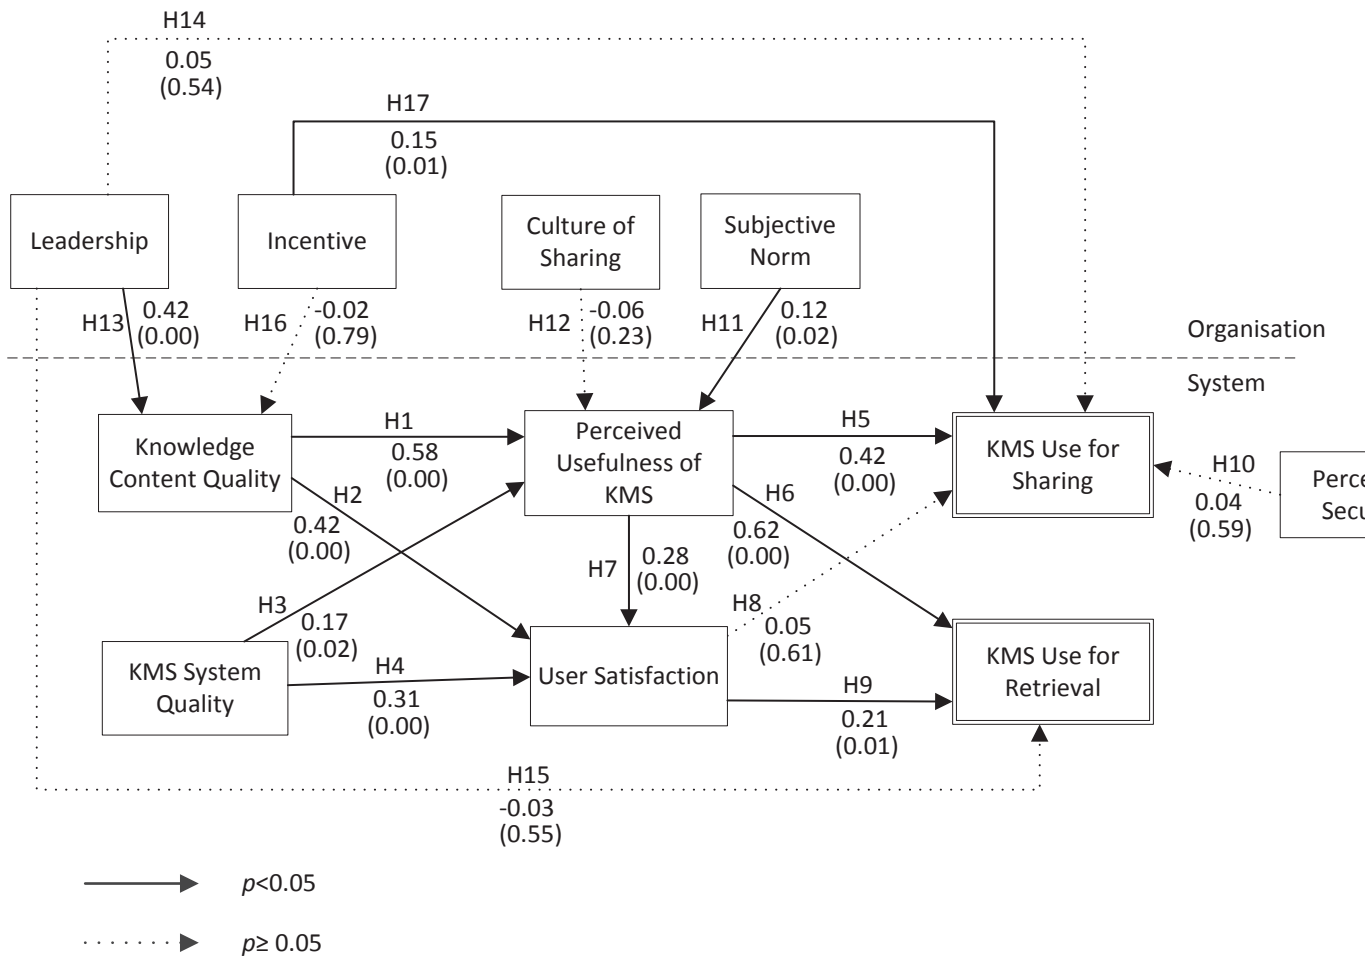 H14
0.05
(0.54)
H17
0.15
(0.01)
Leadership
Incentive
Culture of
Sharing
Subjective
Norm
H13
0.42
(0.00)
H16
-0.02
(0.79)
H12
-0.06
(0.23)
H11
0.12
(0.02)
Organisation
System
Knowledge
Content Quality
H1
0.58
(0.00)
Perceived
Usefulness of
KMS
H5
0.42
(0.00)
KMS Use for
Sharing
H10
0.04
(0.59)
Perce
Secu
H2
0.42
(0.00)
H6
0.62
(0.00)
H7
0.28
(0.00)
H3
0.17
(0.02)
H8
0.05
(0.61)
KMS System
Quality
H4
0.31
(0.00)
User Satisfaction
H9
0.21
(0.01)
KMS Use for
Retrieval
H15
-0.03
(0.55)
p<0.05
p≥ 0.05